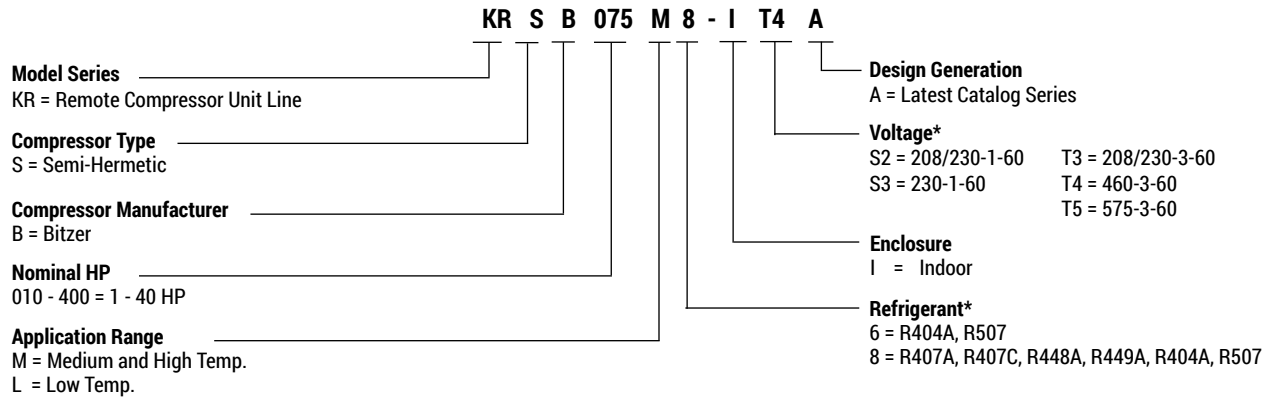 KR S B 075 M 8 - I T4 A
Model Series
KR = Remote Compressor Unit Line
Compressor Type
S = Semi-Hermetic
Compressor Manufacturer
B = Bitzer
Nominal HP
010 - 400 = 1 - 40 HP
Application Range
M = Medium and High Temp.
L = Low Temp.
Design Generation
A = Latest Catalog Series
Voltage*
S2 = 208/230-1-60 T3 = 208/230-3-60
S3 = 230-1-60 T4 = 460-3-60
T5 = 575-3-60
Enclosure
I = Indoor
Refrigerant*
6 = R404A, R507
8 = R407A, R407C, R448A, R449A, R404A, R507